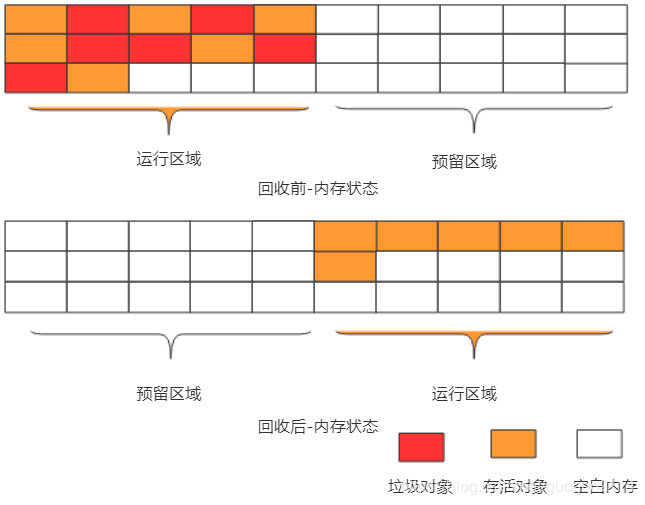 运行区域
预留区域
回收前-内存状态
预留区域
运行区域
回收后-内存状态
垃圾对象 存活对象 空白内存